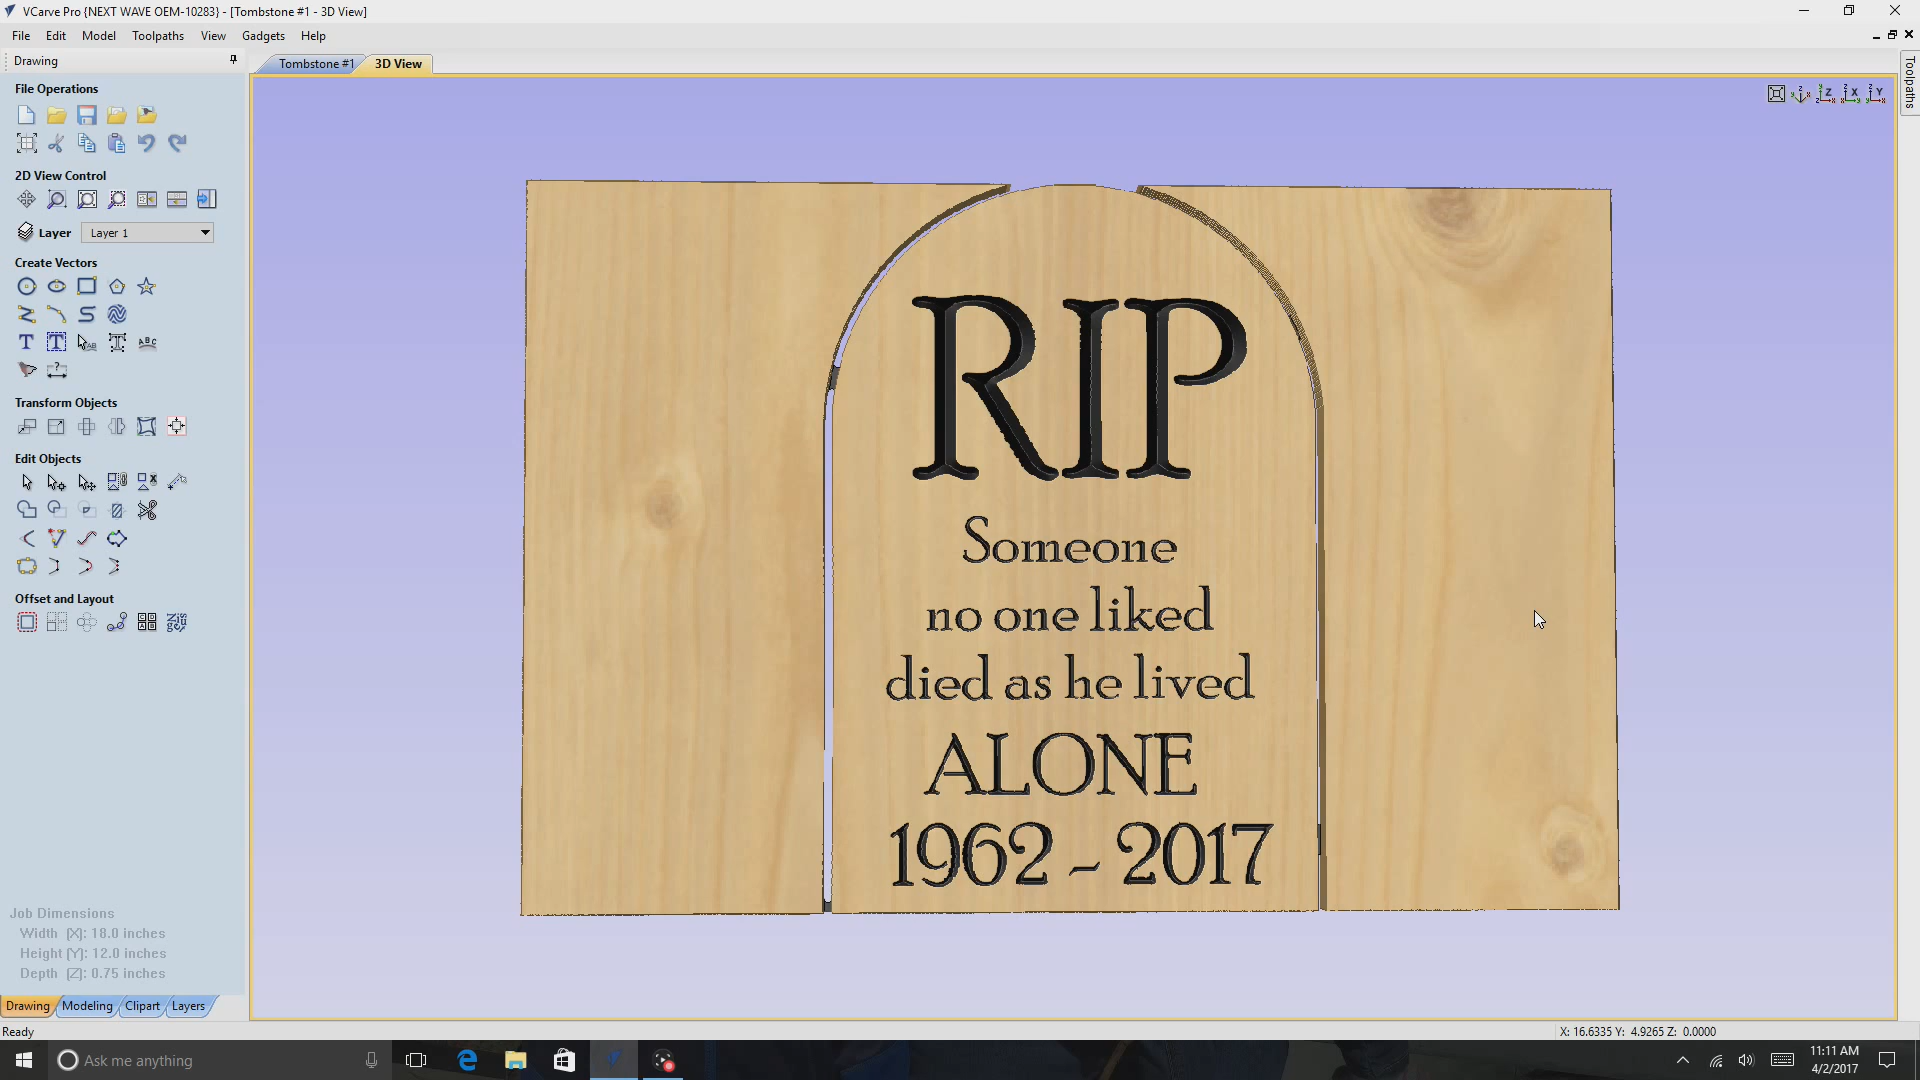 VCarve Pro {NEXT WAVE OEM-10283} - [Tombstone #1 - 3D View]
File Edit Model Toolpaths View Gadgets Help
Drawing
Tombstone #1 3D View
Toolpaths
File Operations
2D View Control
Layer Layer 1
Create Vectors
Transform Objects
Edit Objects
Offset and Layout
RIP
Someone
no one liked
died as he lived
ALONE
1962 - 2017
Job Dimensions
Width (X): 18.0 inches
Height (Y): 12.0 inches
Depth (Z): 0.75 inches
Drawing Modeling Clipart Layers
Ready
X: 16.6335 Y: 4.9265 Z: 0.0000
Ask me anything
11:11 AM
4/2/2017